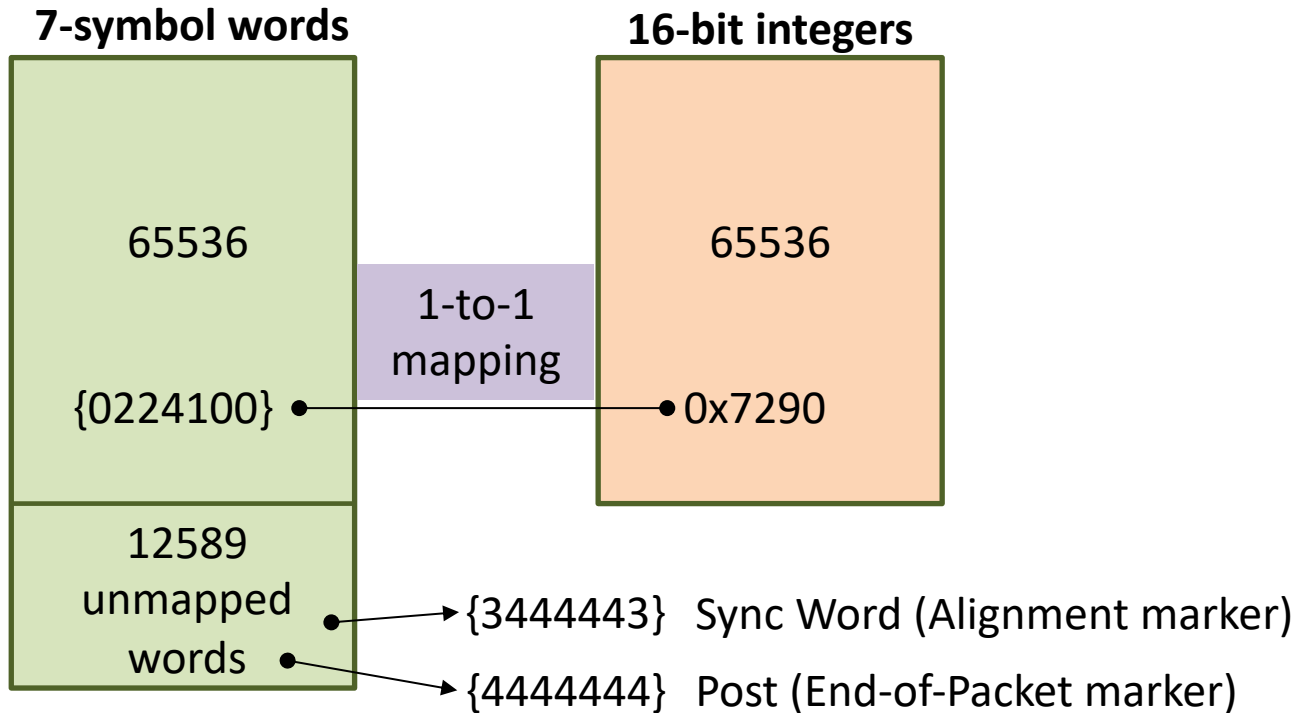 7-symbol words
16-bit integers
65536
65536
1-to-1
mapping
{0224100}
0x7290
12589
unmapped
words
{3444443} Sync Word (Alignment marker)
{4444444} Post (End-of-Packet marker)